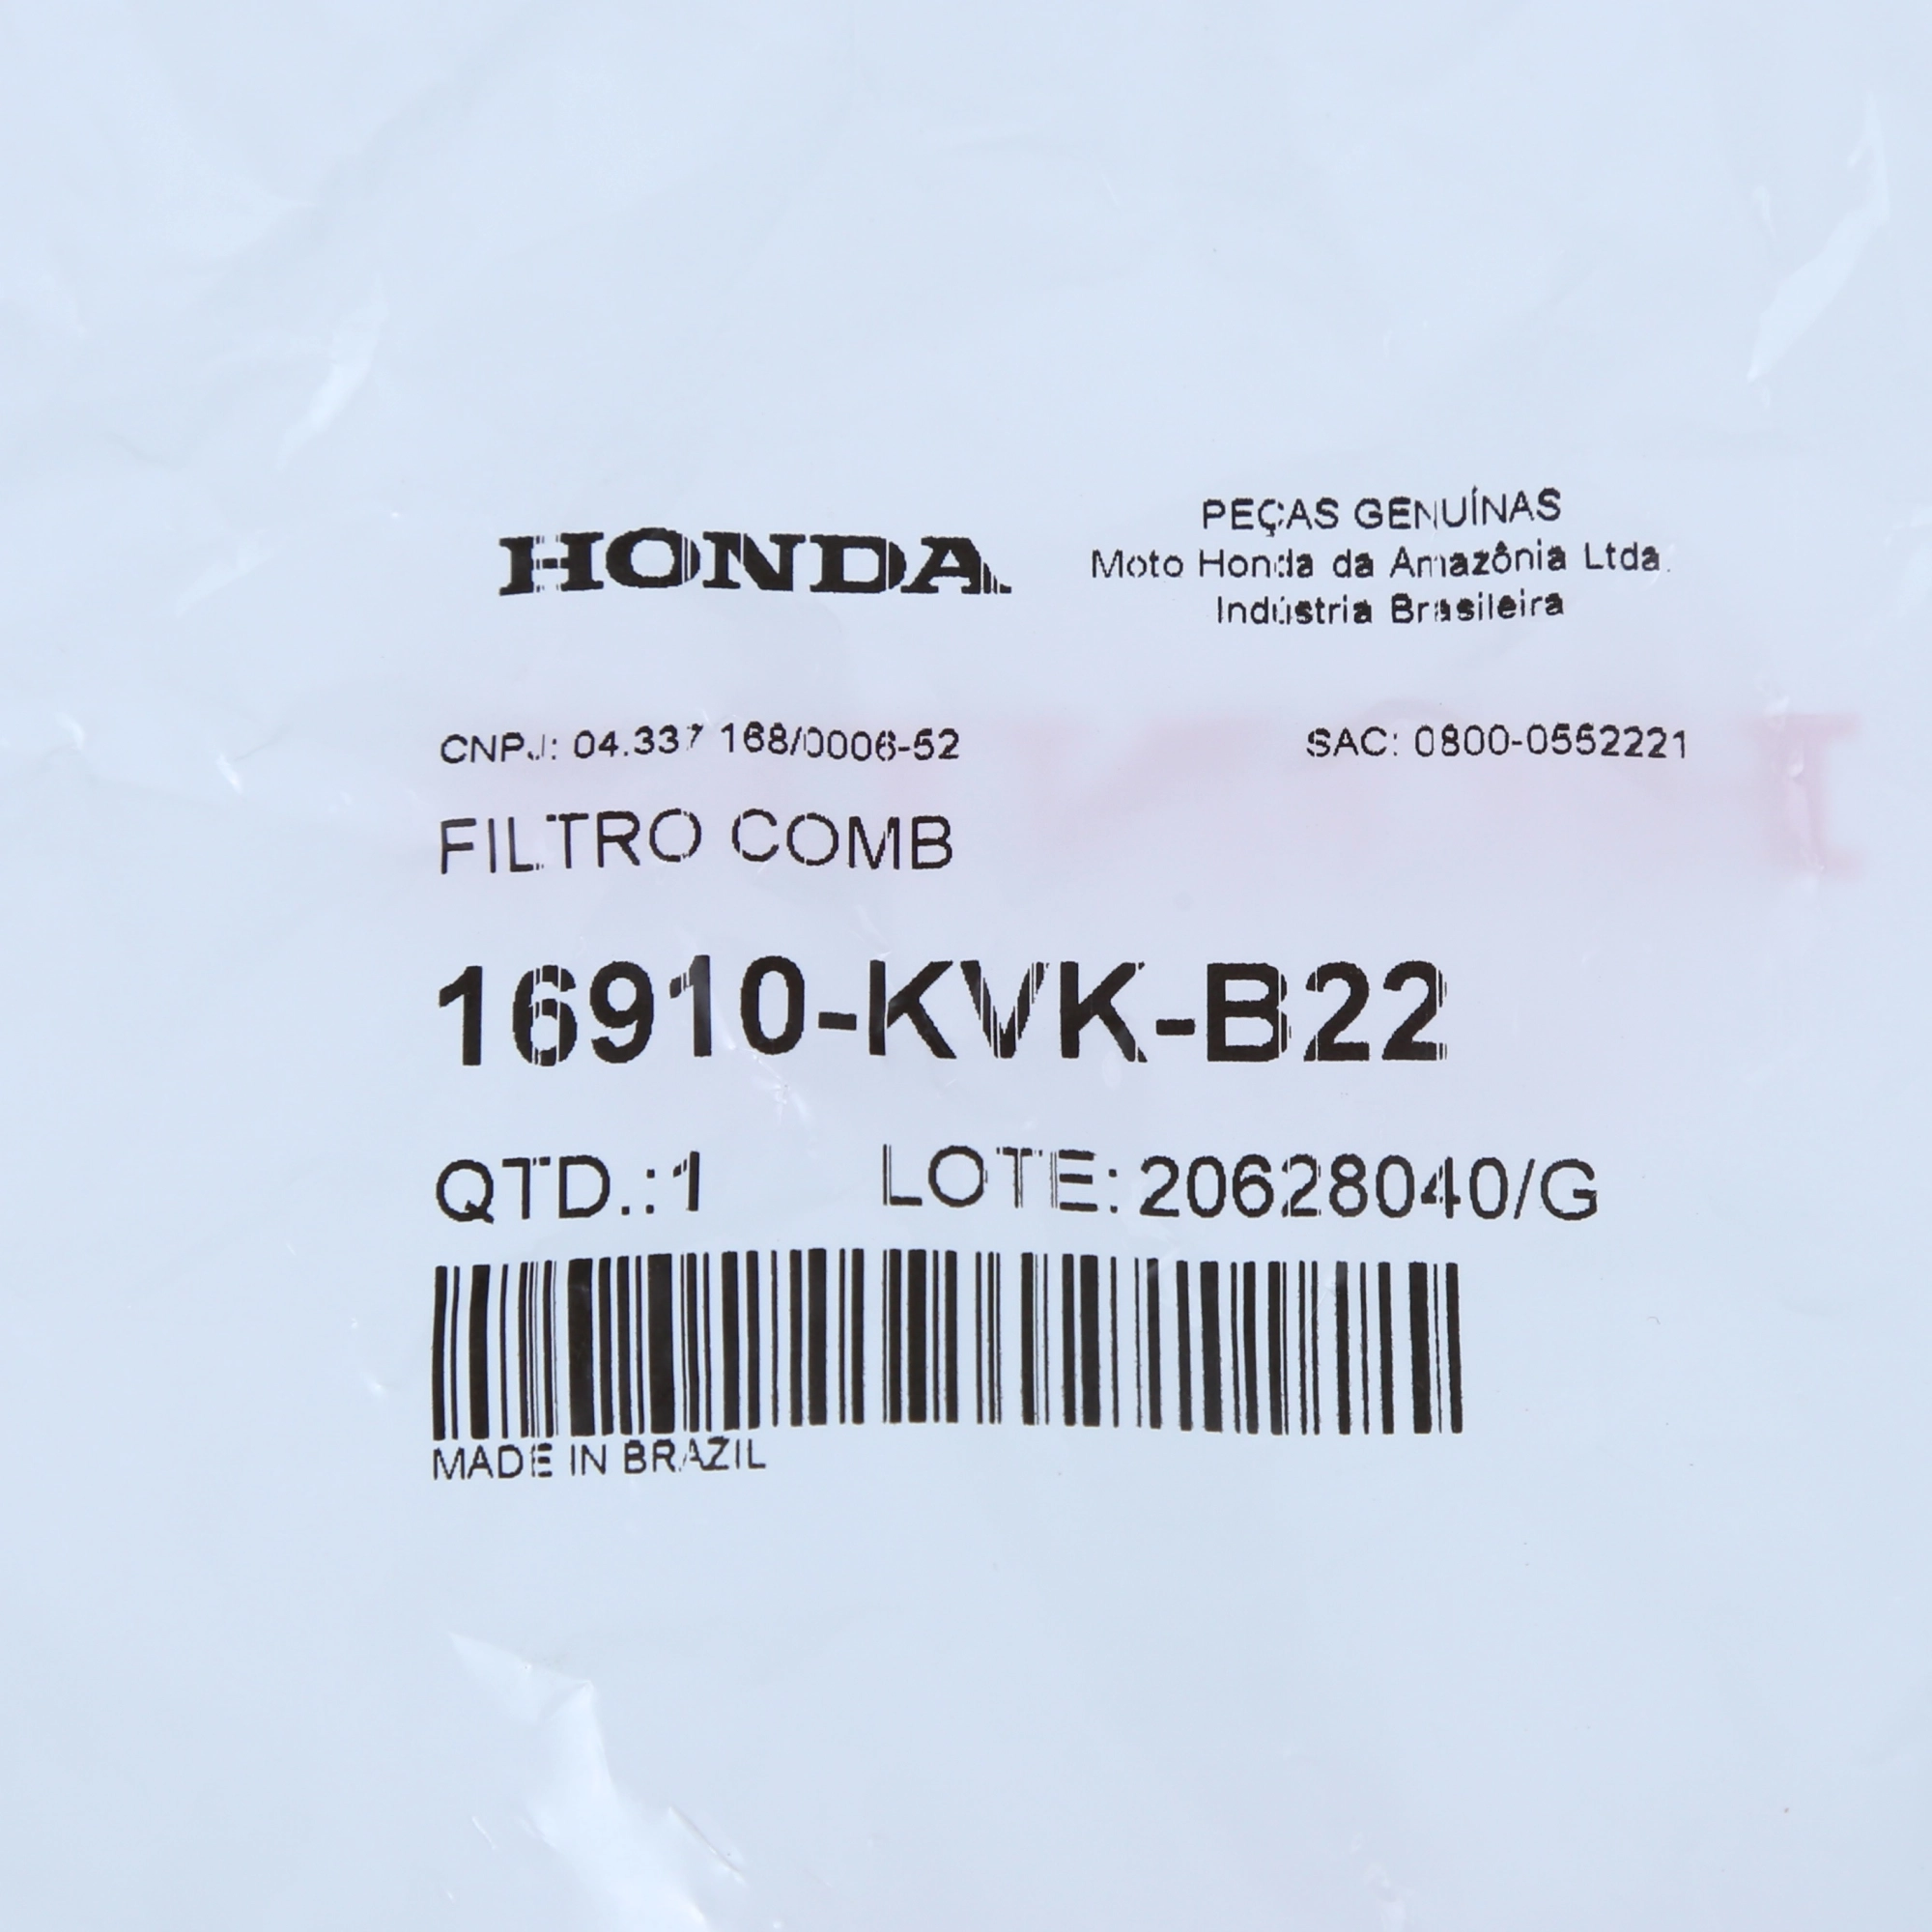 HONDA
PEÇAS GENUÍNAS
Moto Honda da Amazônia Ltda.
Indústria Brasileira
CNPJ: 04.337.168/0006-52
SAC: 0800-0552221
FILTRO COMB
16910-KVK-B22
QTD.:1 LOTE:20628040/G
MADE IN BRAZIL